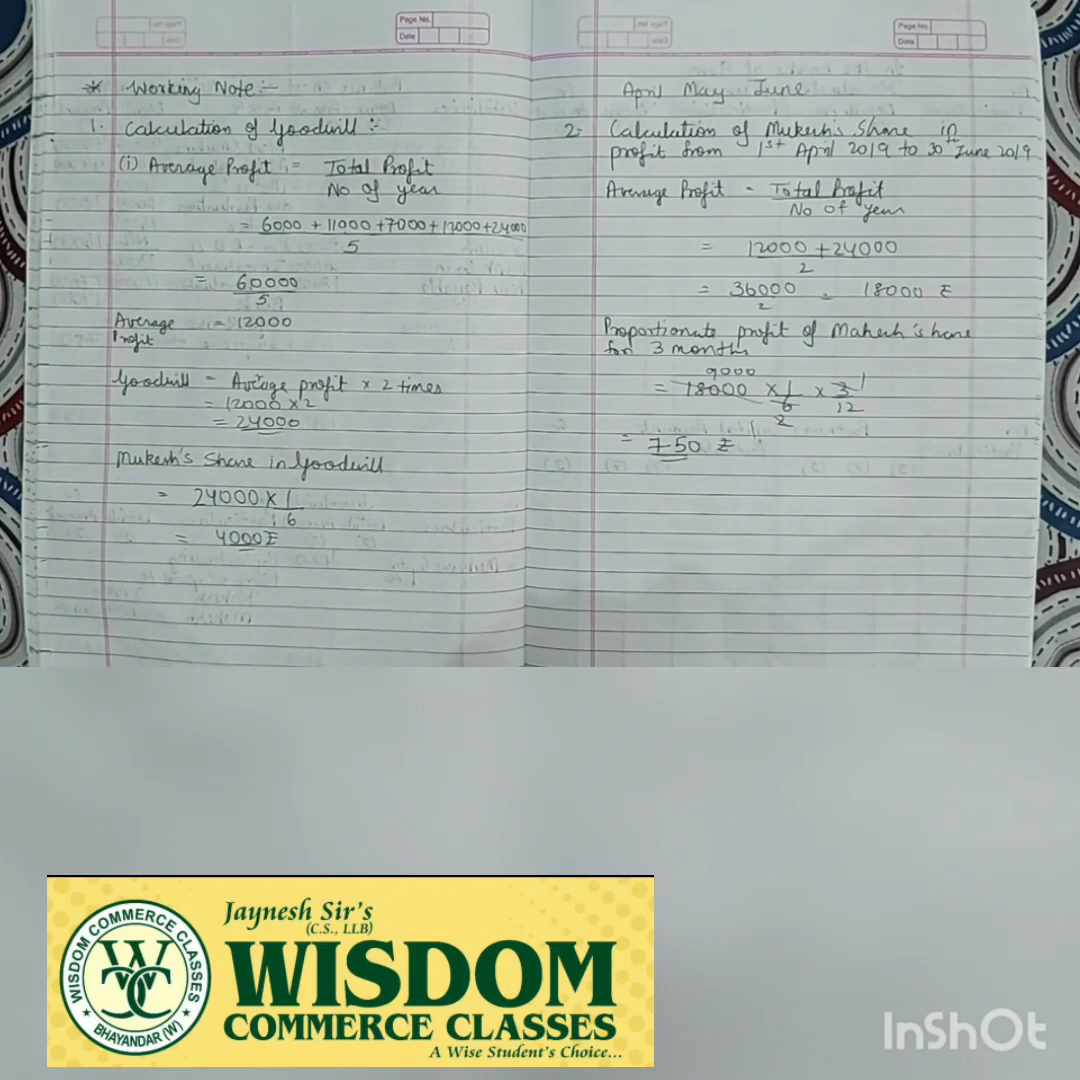 Page No.
Date
* Working Note :-
1. Calculation of Goodwill :-
(i) Average Profit = Total Profit
No of year
= 6000 + 11000 + 7000 + 12000 + 24000
5
= 60000
5
Average = 12000
Profit
Goodwill = Average profit × 2 times
= 12000 × 2
= 24000
Mukesh's Share in Goodwill
= 24000 × 1
6
= 4000 ₹
Page No.
Date
April May June
2. Calculation of Mukesh's Share in
profit from 1st April 2019 to 30th June 2019
Average Profit = Total Profit
No of year
= 12000 + 24000
2
= 36000 = 18000 ₹
2
Proportionate profit of Mahesh's share
for 3 months
9000
= 18000 × 1 × 3 1
6 12
2
= 750 ₹
WISDOM COMMERCE CLASSES
BHAYANDAR (W)
Jaynesh Sir's
(C.S., LLB)
WISDOM
COMMERCE CLASSES
A Wise Student's Choice...
InShOt